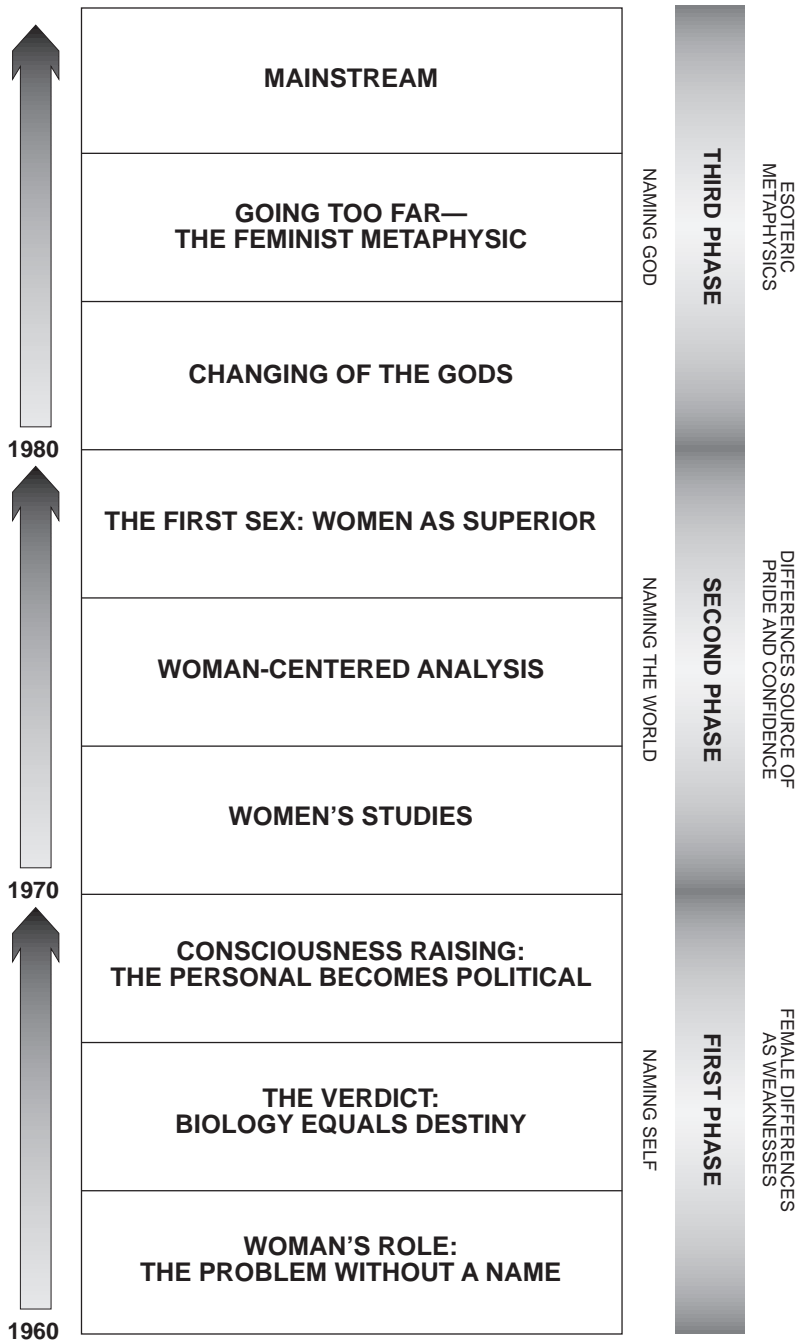 MAINSTREAM
GOING TOO FAR—
THE FEMINIST METAPHYSIC
CHANGING OF THE GODS
1980
THE FIRST SEX: WOMEN AS SUPERIOR
WOMAN-CENTERED ANALYSIS
WOMEN’S STUDIES
1970
CONSCIOUSNESS RAISING:
THE PERSONAL BECOMES POLITICAL
THE VERDICT:
BIOLOGY EQUALS DESTINY
WOMAN’S ROLE:
THE PROBLEM WITHOUT A NAME
1960
NAMING GOD
NAMING THE WORLD
NAMING SELF
THIRD PHASE
SECOND PHASE
FIRST PHASE
ESOTERIC
METAPHYSICS
DIFFERENCES SOURCE OF
PRIDE AND CONFIDENCE
FEMALE DIFFERENCES
AS WEAKNESSES